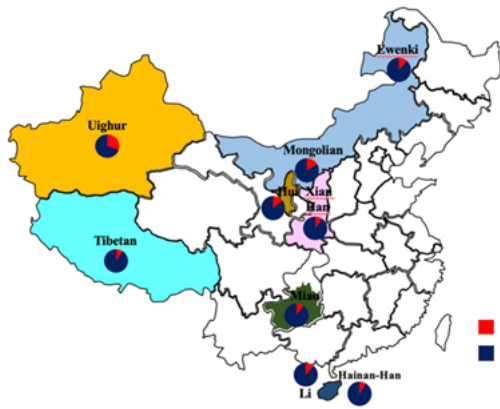 Ewenki
Uighur
Mongolian
Hui
Xian
Han
Tibetan
Miao
Li
Hainan-Han